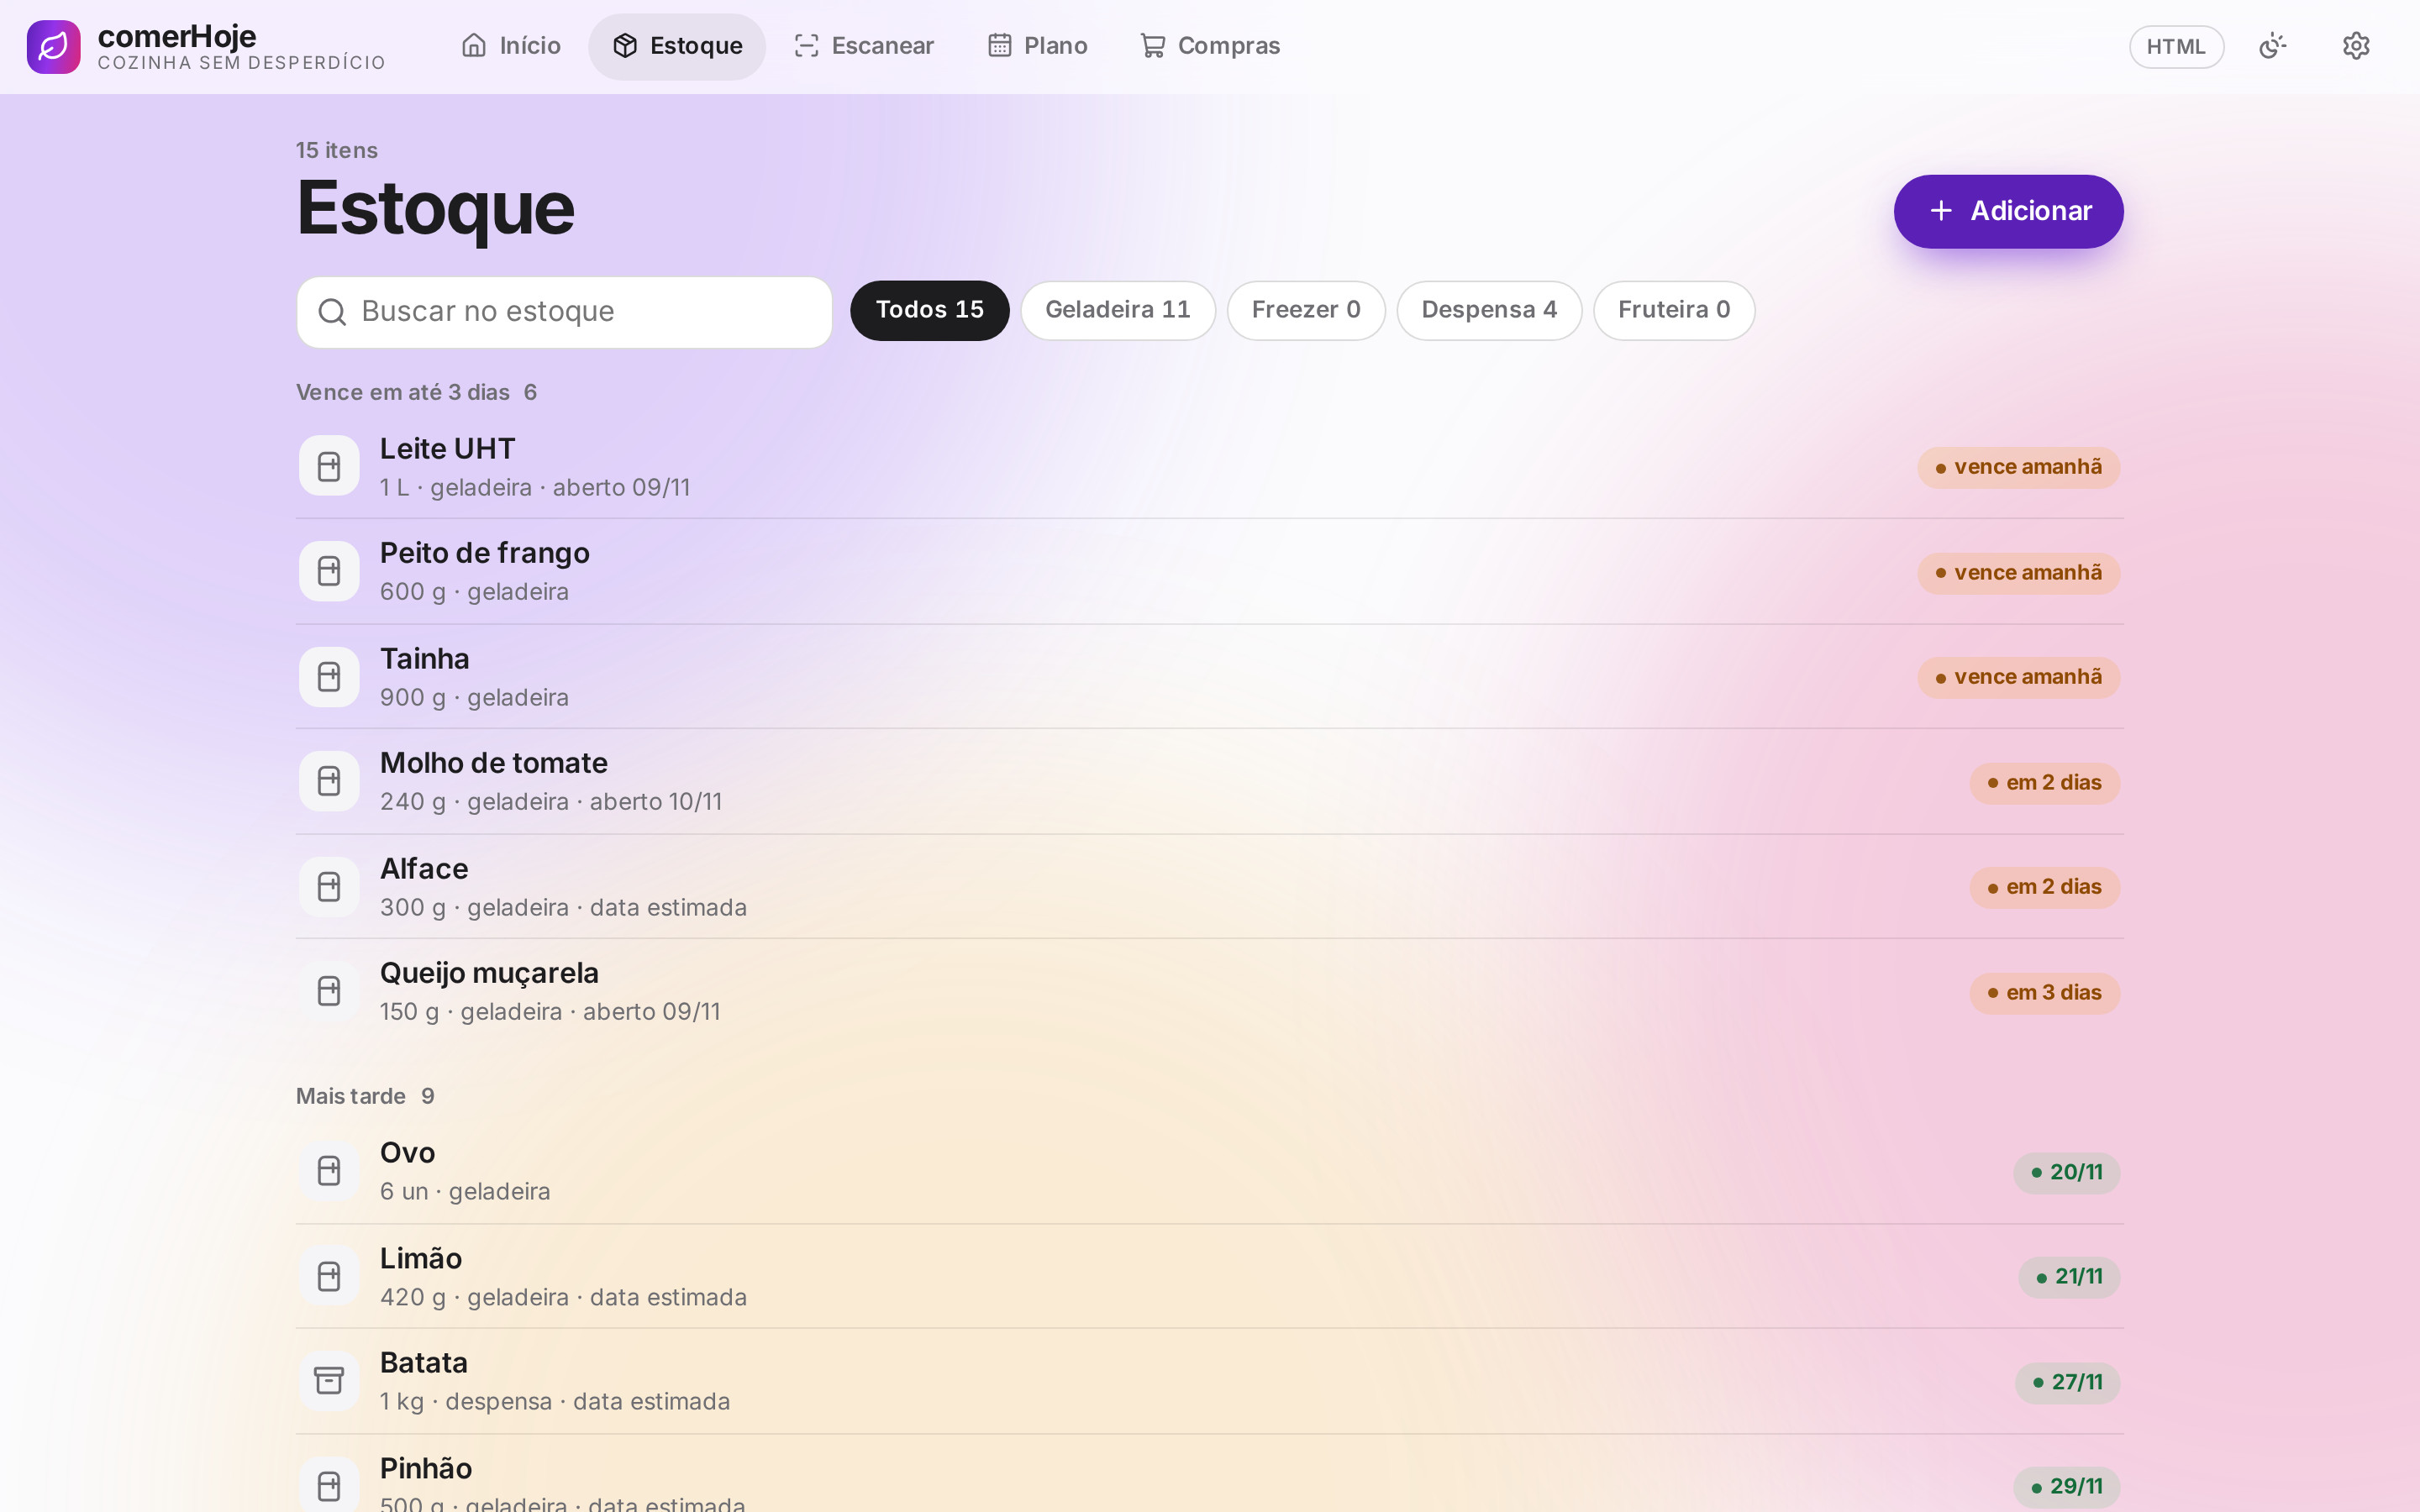 comerHoje
COZINHA SEM DESPERDÍCIO
Início
Estoque
Escanear
Plano
Compras
HTML
15 itens
Estoque
Adicionar
Buscar no estoque
Todos 15
Geladeira 11
Freezer 0
Despensa 4
Fruteira 0
Vence em até 3 dias 6
Leite UHT
1 L · geladeira · aberto 09/11
vence amanhã
Peito de frango
600 g · geladeira
vence amanhã
Tainha
900 g · geladeira
vence amanhã
Molho de tomate
240 g · geladeira · aberto 10/11
em 2 dias
Alface
300 g · geladeira · data estimada
em 2 dias
Queijo muçarela
150 g · geladeira · aberto 09/11
em 3 dias
Mais tarde 9
Ovo
6 un · geladeira
20/11
Limão
420 g · geladeira · data estimada
21/11
Batata
1 kg · despensa · data estimada
27/11
Pinhão
500 g · geladeira · data estimada
29/11